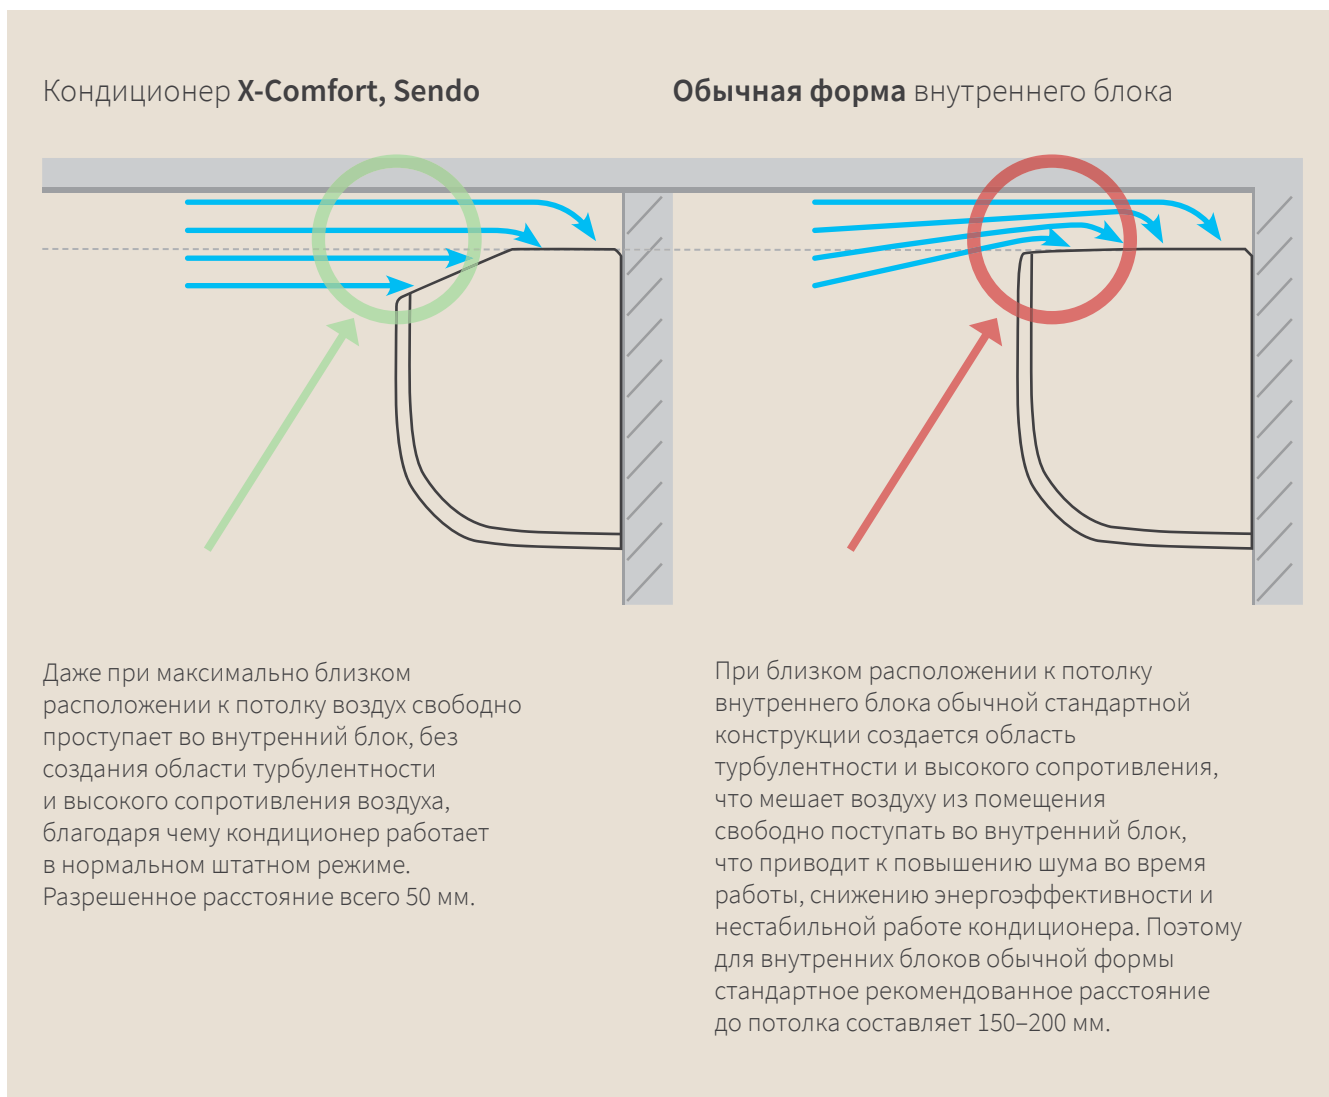 Кондиционер X-Comfort, Sendo
Обычная форма внутреннего блока
Даже при максимально близком
расположении к потолку воздух свободно
проступает во внутренний блок, без
создания области турбулентности
и высокого сопротивления воздуха,
благодаря чему кондиционер работает
в нормальном штатном режиме.
Разрешенное расстояние всего 50 мм.
При близком расположении к потолку
внутреннего блока обычной стандартной
конструкции создается область
турбулентности и высокого сопротивления,
что мешает воздуху из помещения
свободно поступать во внутренний блок,
что приводит к повышению шума во время
работы, снижению энергоэффективности и
нестабильной работе кондиционера. Поэтому
для внутренних блоков обычной формы
стандартное рекомендованное расстояние
до потолка составляет 150–200 мм.